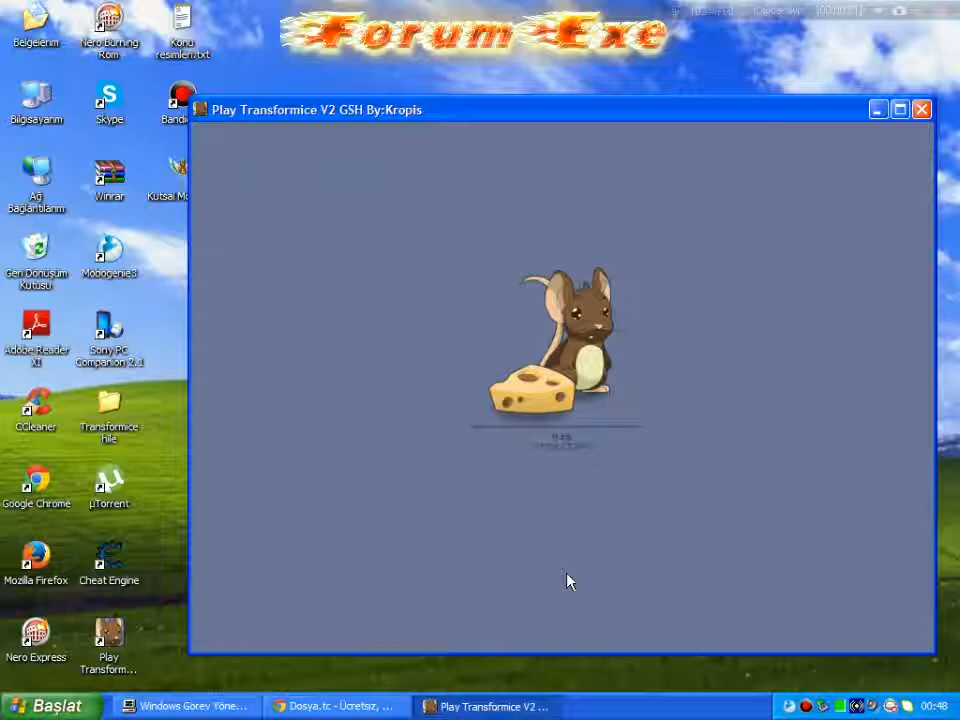 Forum Exe
Belgelerim
Nero Burning
Rom
Konu
resimleri.txt
Bilgisayarım
Skype
Play Transformice V2 GSH By:Kropis
Ağ
Bağlantılarım
Winrar
Geri Dönüşüm
Kutusu
Mobogenie3
Adobe Reader
XI
Sony PC
Companion 2.1
CCleaner
Transformice
hile
Google Chrome
µTorrent
Mozilla Firefox
Cheat Engine
Nero Express
Play
Transform...
Başlat
Windows Görev Yöne...
Dosya.tc - Ücretsiz, ...
Play Transformice V2 ...
00:48